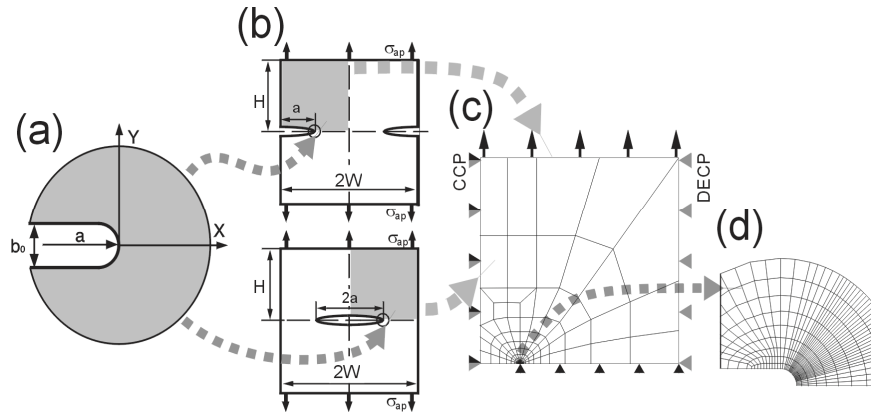 (a)
Y
X
b₀
a
(b)
σap
H
a
2W
σap
σap
H
2a
2W
σap
(c)
CCP
DECP
(d)